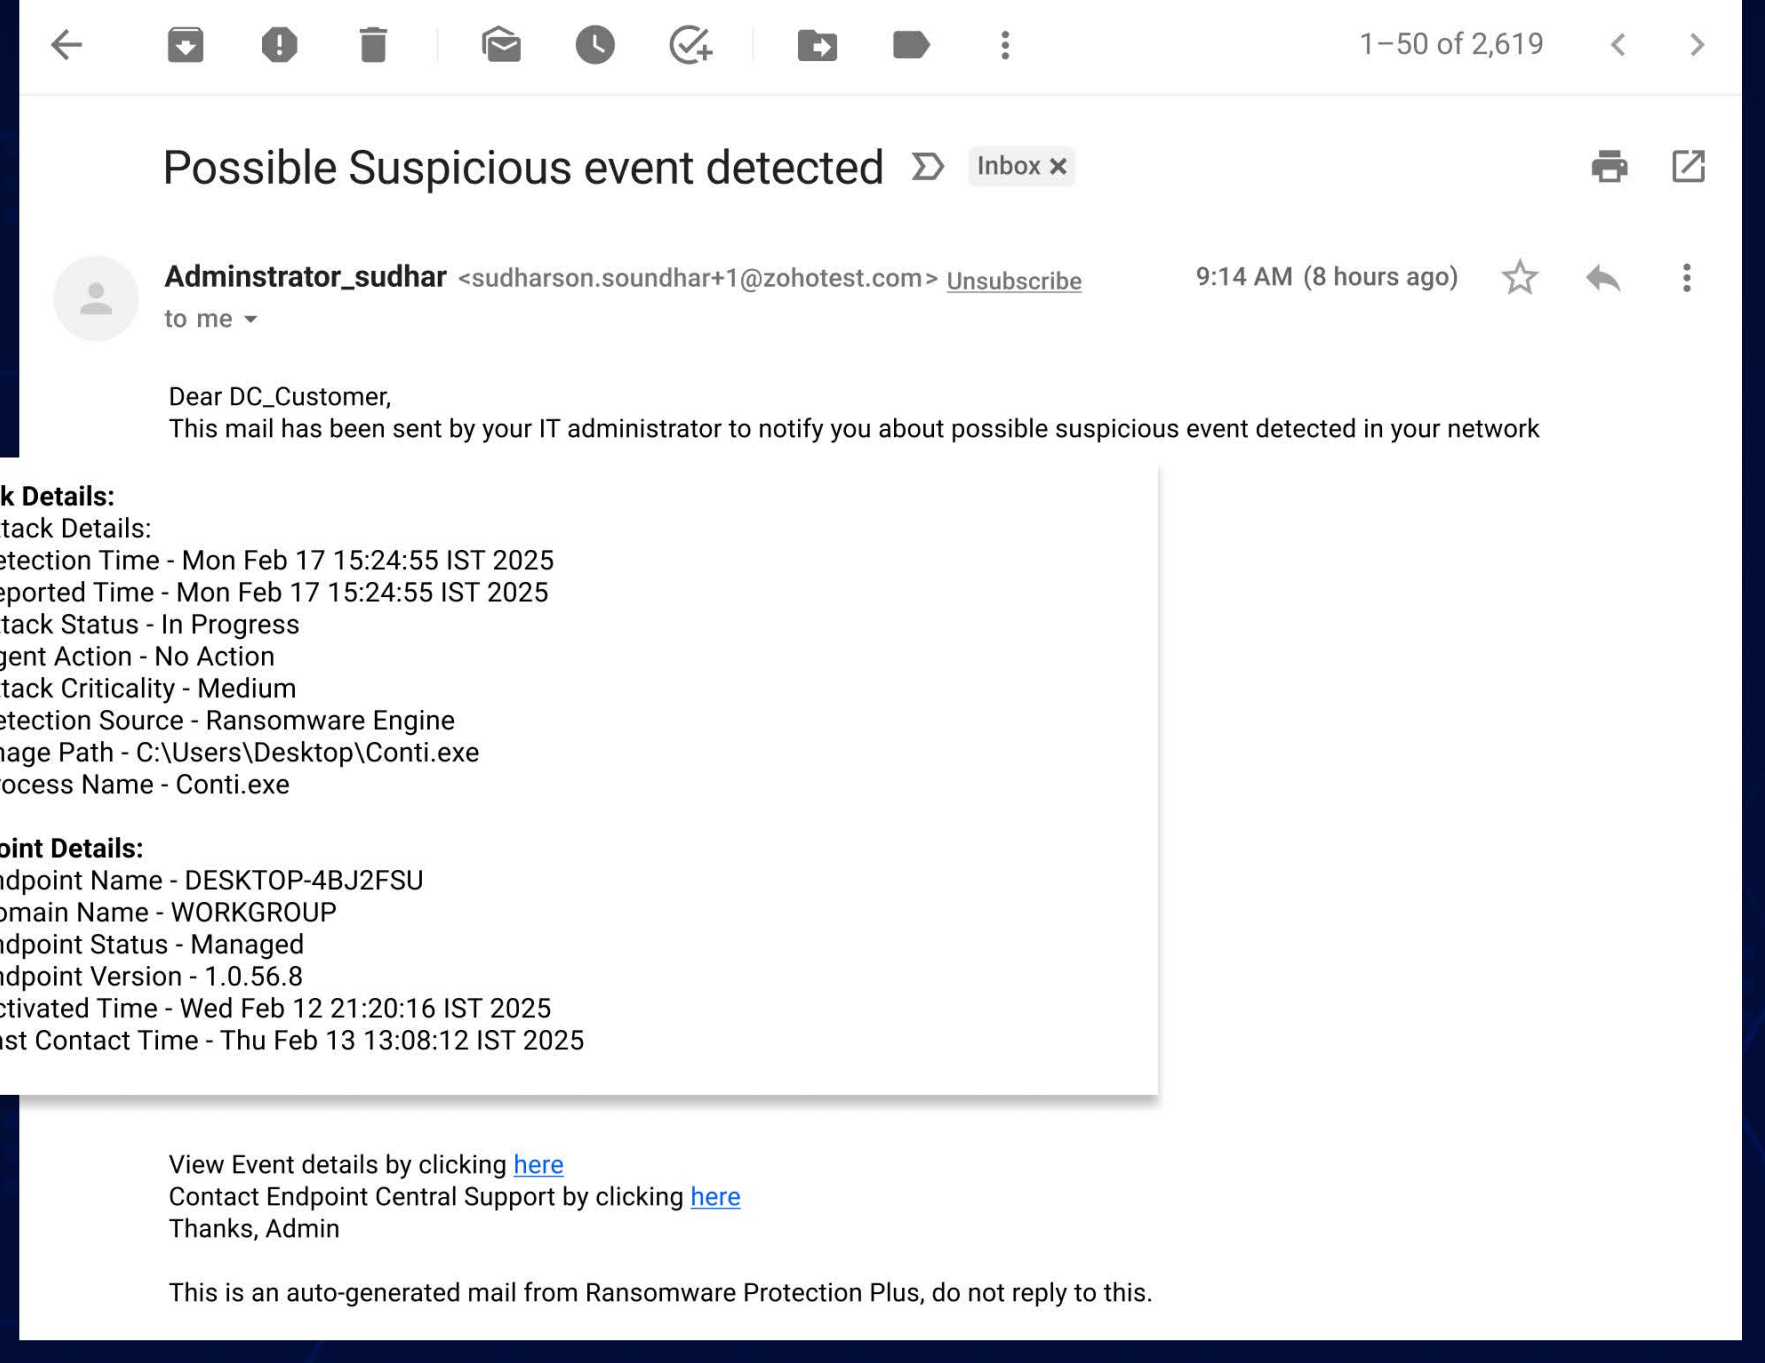 1–50 of 2,619
Possible Suspicious event detected
Inbox ×
Adminstrator_sudhar <sudharson.soundhar+1@zohotest.com> Unsubscribe
9:14 AM (8 hours ago)
to me
Dear DC_Customer,
This mail has been sent by your IT administrator to notify you about possible suspicious event detected in your network
k Details:
tack Details:
etection Time - Mon Feb 17 15:24:55 IST 2025
eported Time - Mon Feb 17 15:24:55 IST 2025
tack Status - In Progress
gent Action - No Action
tack Criticality - Medium
etection Source - Ransomware Engine
nage Path - C:\Users\Desktop\Conti.exe
ocess Name - Conti.exe
oint Details:
ndpoint Name - DESKTOP-4BJ2FSU
omain Name - WORKGROUP
ndpoint Status - Managed
ndpoint Version - 1.0.56.8
ctivated Time - Wed Feb 12 21:20:16 IST 2025
ast Contact Time - Thu Feb 13 13:08:12 IST 2025
View Event details by clicking here
Contact Endpoint Central Support by clicking here
Thanks, Admin
This is an auto-generated mail from Ransomware Protection Plus, do not reply to this.